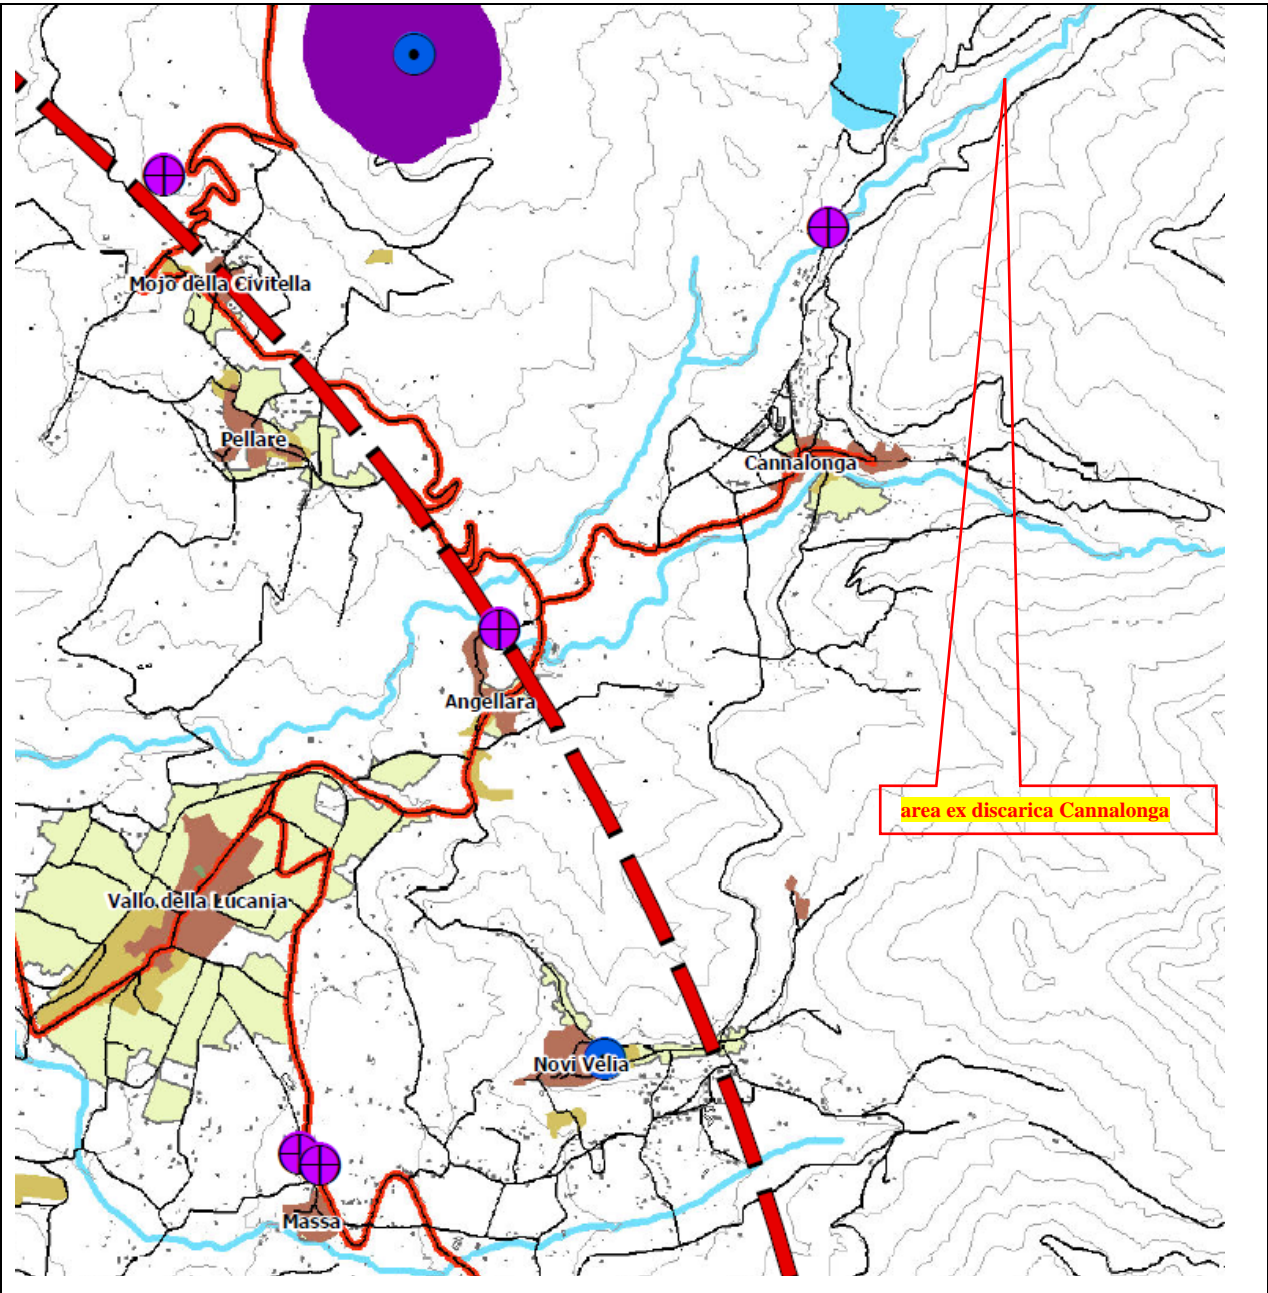 Mojo della Civitella
Pellare
Cannalonga
Angellara
area ex discarica Cannalonga
Vallo della Lucania
Novi Velia
Massa